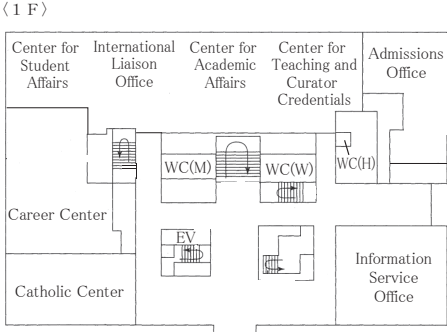 〈1 F〉
Center for
Student
Affairs
International
Liaison
Office
Center for
Academic
Affairs
Center for
Teaching and
Curator
Credentials
Admissions
Office
WC(M)
WC(W)
WC(H)
Career Center
EV
Catholic Center
Information
Service
Office